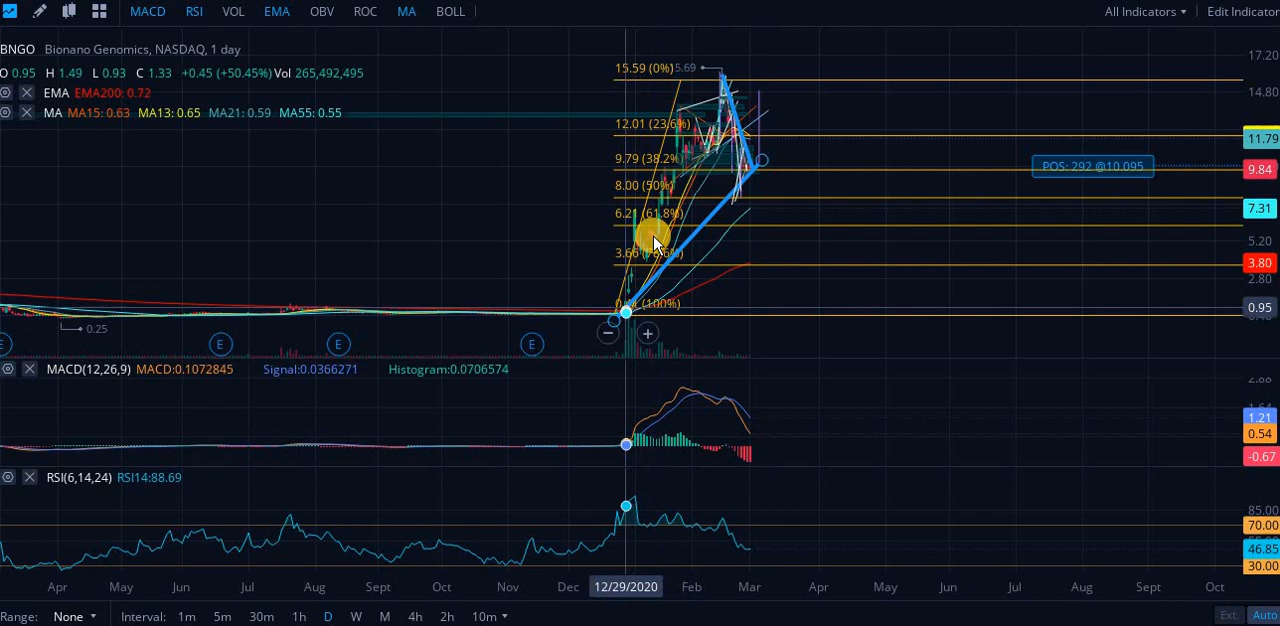 MACD RSI VOL EMA OBV ROC MA BOLL All Indicators Edit Indicator
BNGO Bionano Genomics, NASDAQ, 1 day
O 0.95 H 1.49 L 0.93 C 1.33 +0.45 (+50.45%) Vol 265,492,495
EMA EMA200: 0.72
MA MA15: 0.63 MA13: 0.65 MA21: 0.59 MA55: 0.55
17.20
15.59 (0%) 5.69
14.80
12.01 (23.6%)
11.79
9.79 (38.2%)
POS: 292 @10.095
9.84
8.00 (50%)
7.31
6.21 (61.8%)
5.20
3.80
2.80
(100%)
0.95
0.25
E E E E
MACD(12,26,9) MACD:0.1072845 Signal:0.0366271 Histogram:0.0706574
2.88
1.21
0.54
-0.67
RSI(6,14,24) RSI14:88.69
85.00
70.00
46.85
30.00
Apr May Jun Jul Aug Sept Oct Nov Dec 12/29/2020 Feb Mar Apr May Jun Jul Aug Sept Oct
Range: None Interval: 1m 5m 30m 1h D W M 4h 2h 10m Ext. Auto